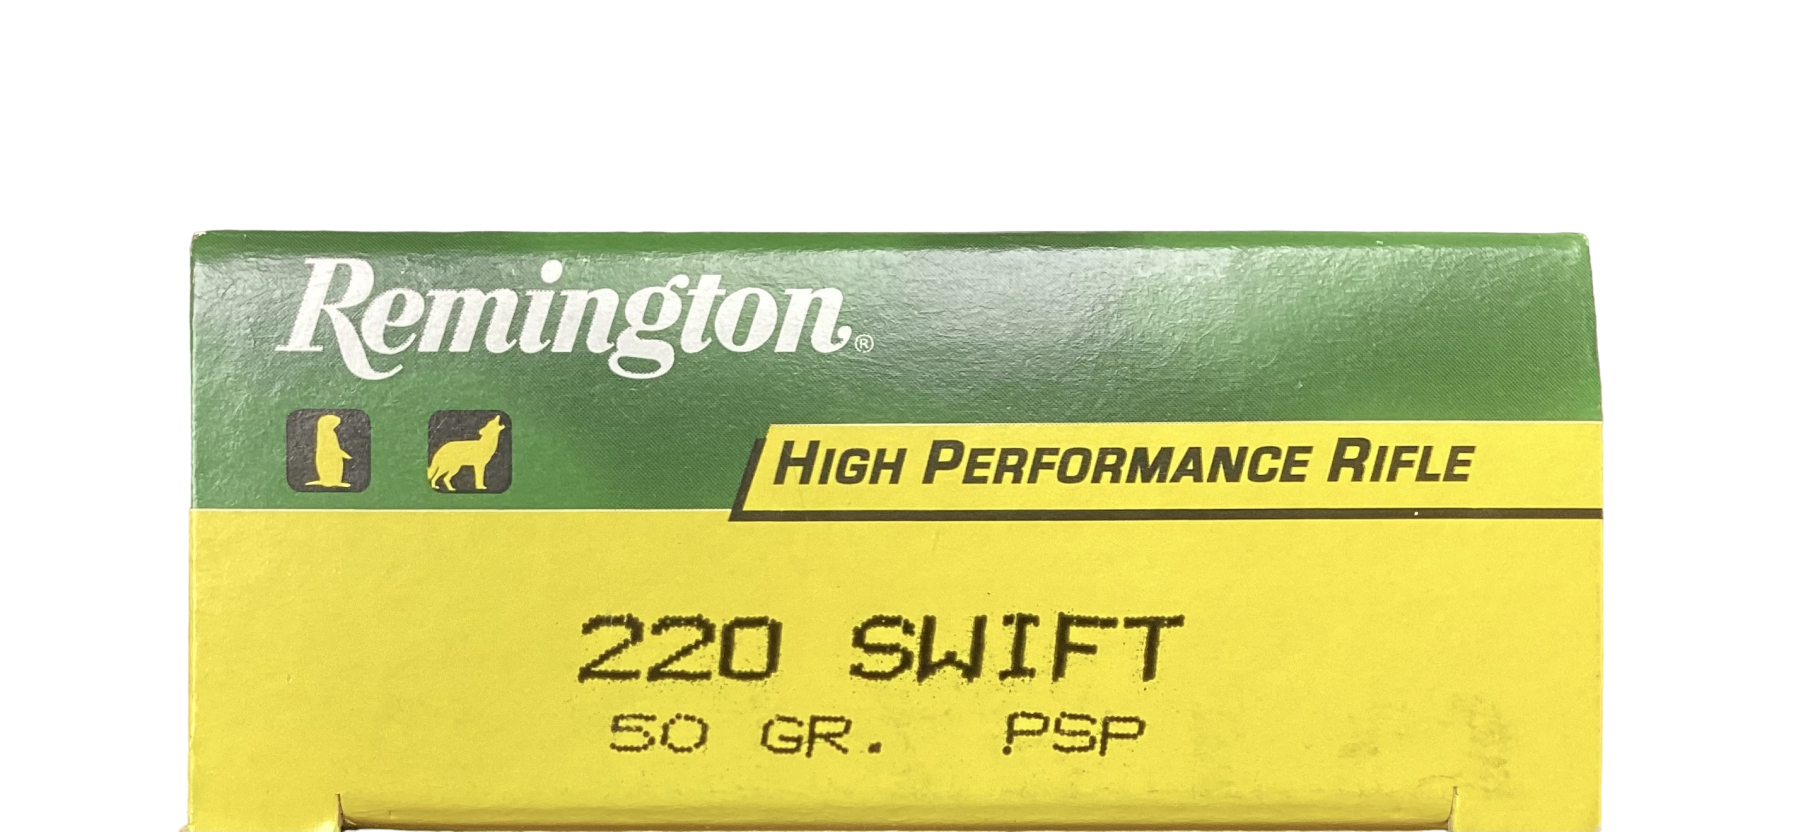 Remington®
HIGH PERFORMANCE RIFLE
220 SWIFT
50 GR. PSP